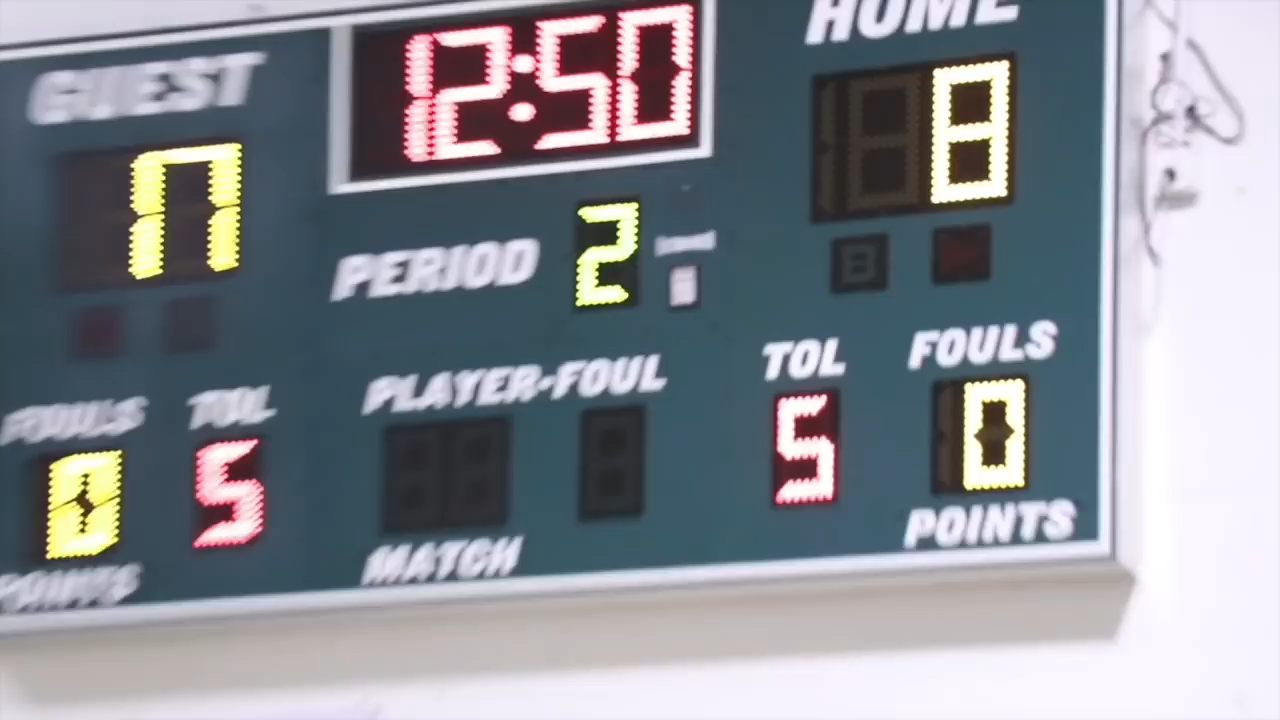 GUEST
12:50
HOME
17
8
PERIOD 2
FOULS TOL
PLAYER-FOUL
TOL FOULS
0 5
5 0
POINTS
MATCH
POINTS